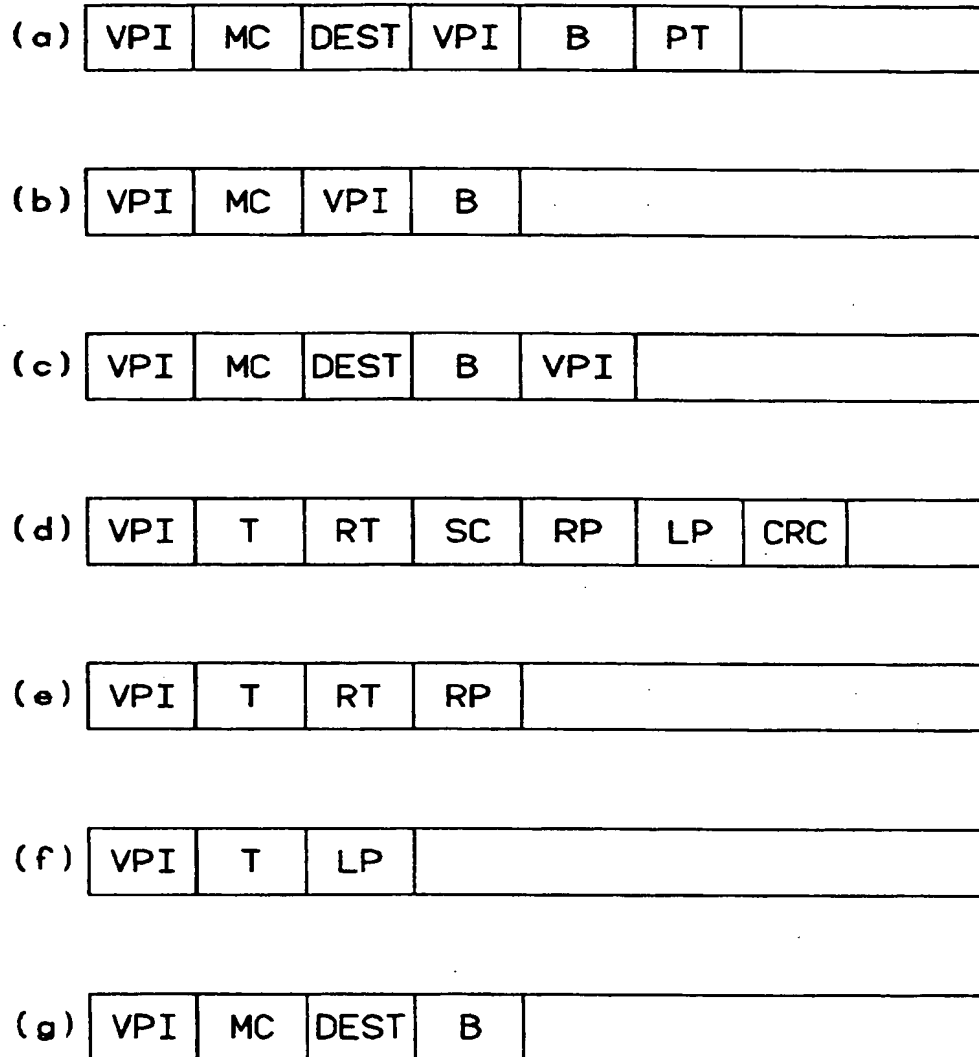 (a) VPI MC DEST VPI B PT
(b) VPI MC VPI B
(c) VPI MC DEST B VPI
(d) VPI T RT SC RP LP CRC
(e) VPI T RT RP
(f) VPI T LP
(g) VPI MC DEST B